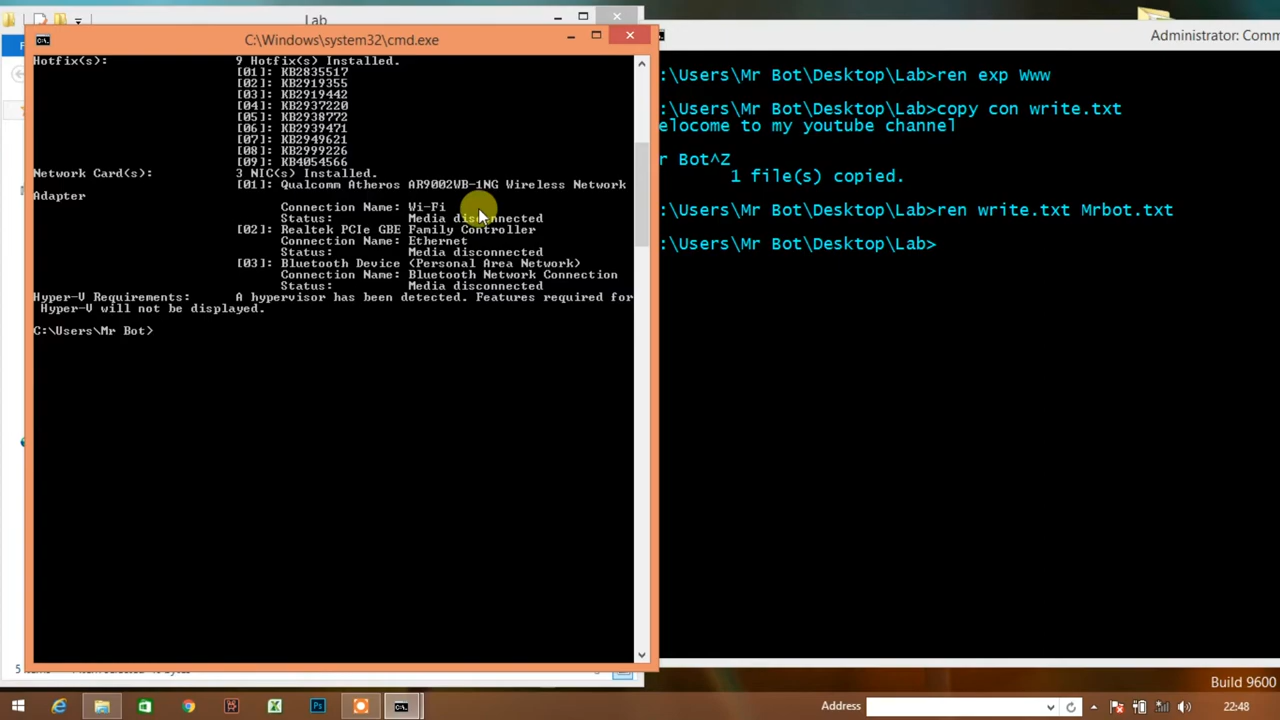 Lab
C:\Windows\system32\cmd.exe
Hotfix(s): 9 Hotfix(s) Installed.
[01]: KB2835517
[02]: KB2919355
[03]: KB2919442
[04]: KB2937220
[05]: KB2938772
[06]: KB2939471
[07]: KB2949621
[08]: KB2999226
[09]: KB4054566
Network Card(s): 3 NIC(s) Installed.
[01]: Qualcomm Atheros AR9002WB-1NG Wireless Network
Adapter
Connection Name: Wi-Fi
Status: Media disconnected
[02]: Realtek PCIe GBE Family Controller
Connection Name: Ethernet
Status: Media disconnected
[03]: Bluetooth Device (Personal Area Network)
Connection Name: Bluetooth Network Connection
Status: Media disconnected
Hyper-V Requirements: A hypervisor has been detected. Features required for
Hyper-V will not be displayed.
C:\Users\Mr Bot>
Administrator: Comm
:\Users\Mr Bot\Desktop\Lab>ren exp Www
:\Users\Mr Bot\Desktop\Lab>copy con write.txt
elocome to my youtube channel
r Bot^Z
1 file(s) copied.
:\Users\Mr Bot\Desktop\Lab>ren write.txt Mrbot.txt
:\Users\Mr Bot\Desktop\Lab>
Build 9600
Address
22:48